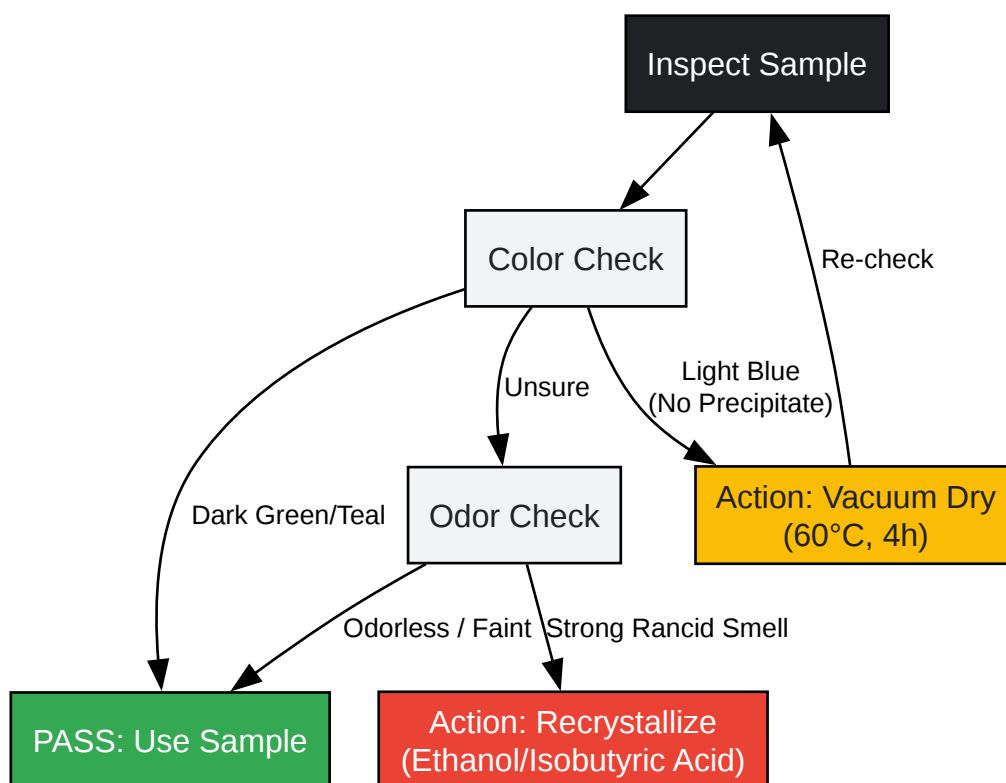 Inspect Sample
Color Check
Re-check
Unsure
Light Blue
(No Precipitate)
Dark Green/Teal
Odor Check
Action: Vacuum Dry
(60°C, 4h)
Odorless / Faint
Strong Rancid Smell
PASS: Use Sample
Action: Recrystallize
(Ethanol/Isobutyric Acid)